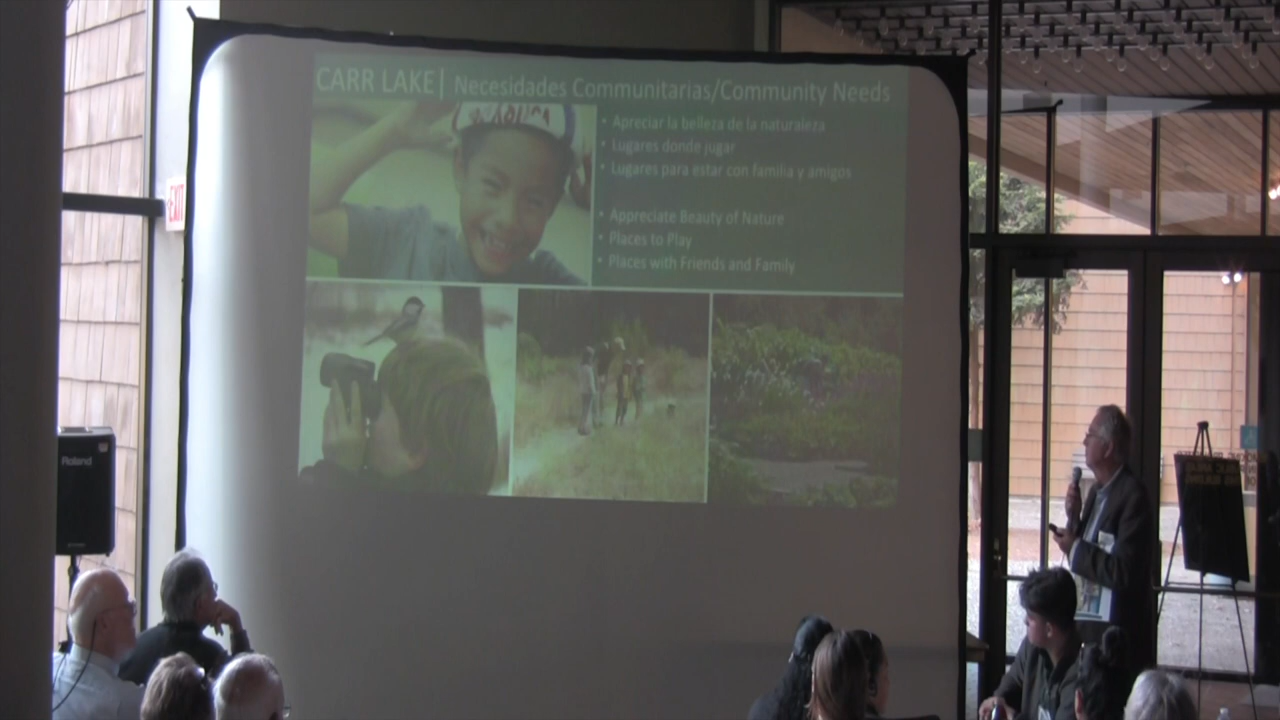 CARR LAKE| Necesidades Communitarias/Community Needs
• Apreciar la belleza de la naturaleza
• Lugares donde jugar
• Lugares para estar con familia y amigos
• Appreciate Beauty of Nature
• Places to Play
• Places with Friends and Family
EXIT
Roland